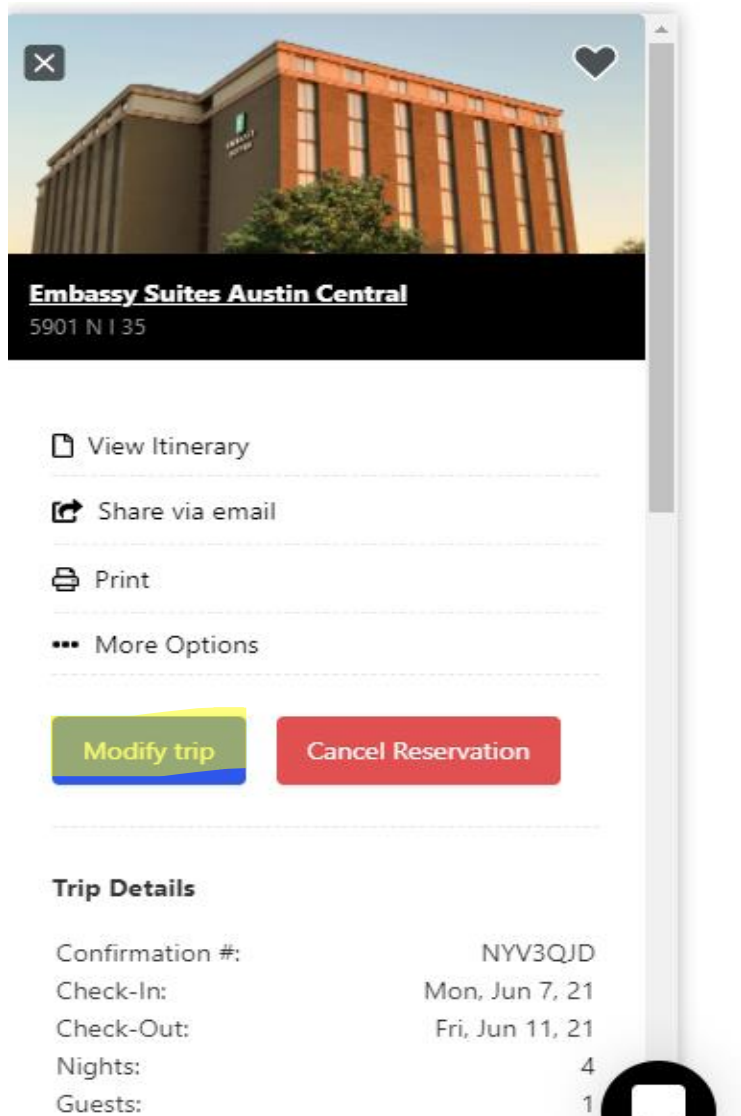 EMBASSY
SUITES
Embassy Suites Austin Central
5901 N I 35
View Itinerary
Share via email
Print
More Options
Modify trip
Cancel Reservation
Trip Details
Confirmation #: NYV3QJD
Check-In: Mon, Jun 7, 21
Check-Out: Fri, Jun 11, 21
Nights: 4
Guests: 1